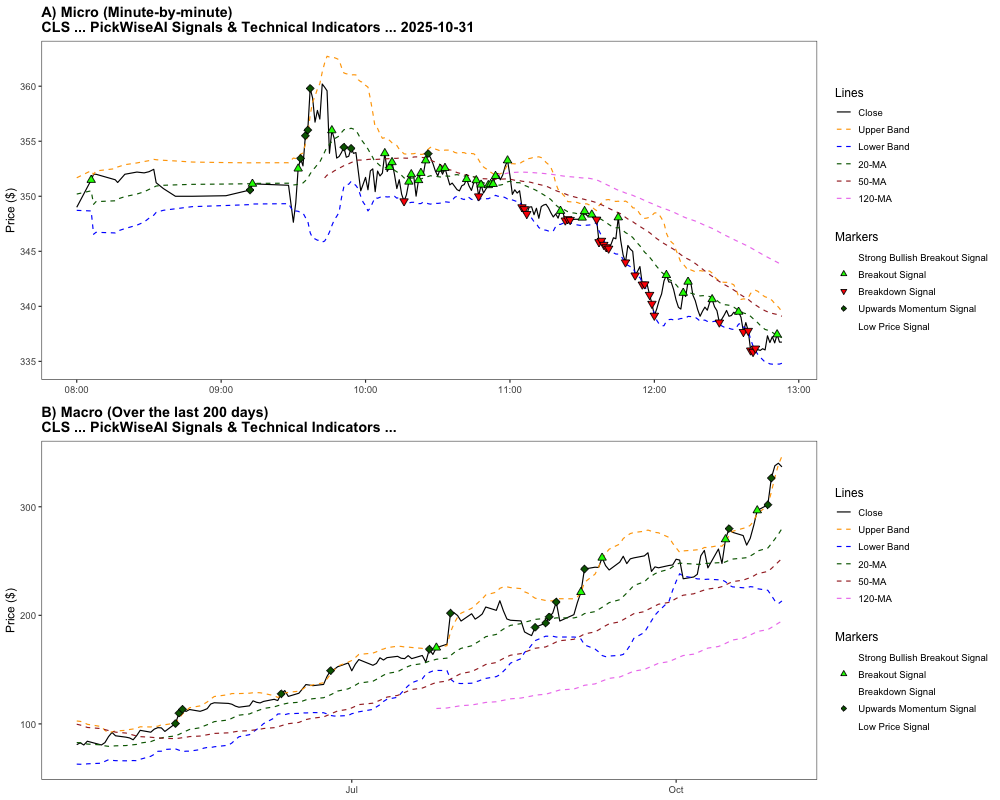 A) Micro (Minute-by-minute)
CLS ... PickWiseAI Signals & Technical Indicators ... 2025-10-31
Price ($)
360
355
350
345
340
335
08:00
09:00
10:00
11:00
12:00
13:00
Lines
Close
Upper Band
Lower Band
20-MA
50-MA
120-MA
Markers
Strong Bullish Breakout Signal
Breakout Signal
Breakdown Signal
Upwards Momentum Signal
Low Price Signal
B) Macro (Over the last 200 days)
CLS ... PickWiseAI Signals & Technical Indicators ...
Price ($)
300
200
100
Jul
Oct
Lines
Close
Upper Band
Lower Band
20-MA
50-MA
120-MA
Markers
Strong Bullish Breakout Signal
Breakout Signal
Breakdown Signal
Upwards Momentum Signal
Low Price Signal